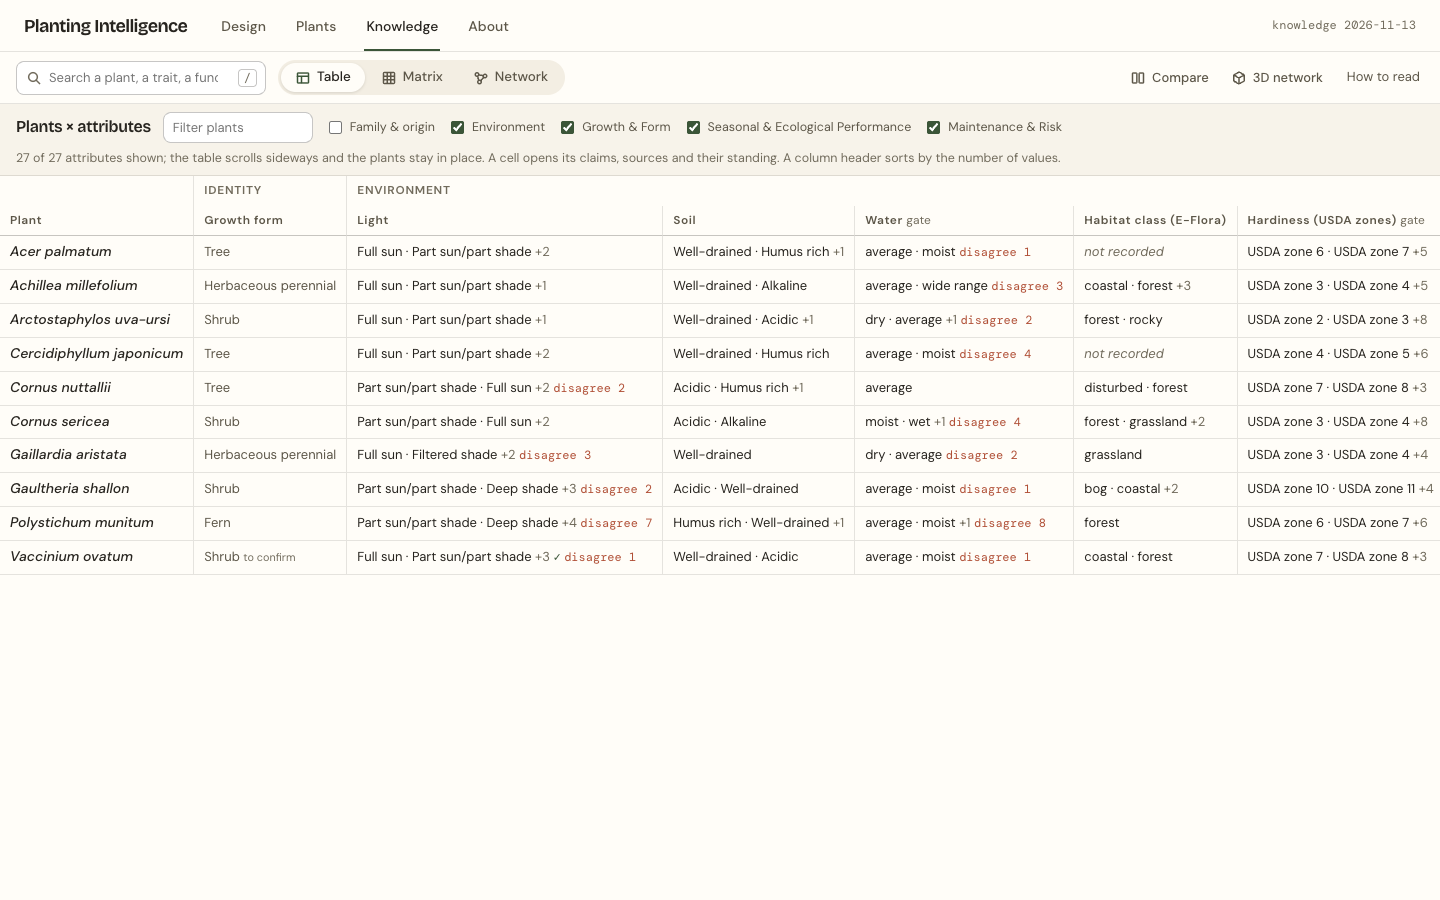 Planting Intelligence Design Plants Knowledge About knowledge 2026-11-13
Search a plant, a trait, a func / Table Matrix Network Compare 3D network How to read
Plants × attributes Filter plants Family & origin Environment Growth & Form Seasonal & Ecological Performance Maintenance & Risk
27 of 27 attributes shown; the table scrolls sideways and the plants stay in place. A cell opens its claims, sources and their standing. A column header sorts by the number of values.
IDENTITY ENVIRONMENT
Plant Growth form Light Soil Water gate Habitat class (E-Flora) Hardiness (USDA zones) gate
Acer palmatum Tree Full sun · Part sun/part shade +2 Well-drained · Humus rich +1 average · moist disagree 1 not recorded USDA zone 6 · USDA zone 7 +5
Achillea millefolium Herbaceous perennial Full sun · Part sun/part shade +1 Well-drained · Alkaline average · wide range disagree 3 coastal · forest +3 USDA zone 3 · USDA zone 4 +5
Arctostaphylos uva-ursi Shrub Full sun · Part sun/part shade +1 Well-drained · Acidic +1 dry · average +1 disagree 2 forest · rocky USDA zone 2 · USDA zone 3 +8
Cercidiphyllum japonicum Tree Full sun · Part sun/part shade +2 Well-drained · Humus rich average · moist disagree 4 not recorded USDA zone 4 · USDA zone 5 +6
Cornus nuttallii Tree Part sun/part shade · Full sun +2 disagree 2 Acidic · Humus rich +1 average disturbed · forest USDA zone 7 · USDA zone 8 +3
Cornus sericea Shrub Part sun/part shade · Full sun +2 Acidic · Alkaline moist · wet +1 disagree 4 forest · grassland +2 USDA zone 3 · USDA zone 4 +8
Gaillardia aristata Herbaceous perennial Full sun · Filtered shade +2 disagree 3 Well-drained dry · average disagree 2 grassland USDA zone 3 · USDA zone 4 +4
Gaultheria shallon Shrub Part sun/part shade · Deep shade +3 disagree 2 Acidic · Well-drained average · moist disagree 1 bog · coastal +2 USDA zone 10 · USDA zone 11 +4
Polystichum munitum Fern Part sun/part shade · Deep shade +4 disagree 7 Humus rich · Well-drained +1 average · moist +1 disagree 8 forest USDA zone 6 · USDA zone 7 +6
Vaccinium ovatum Shrub to confirm Full sun · Part sun/part shade +3 ✓ disagree 1 Well-drained · Acidic average · moist disagree 1 coastal · forest USDA zone 7 · USDA zone 8 +3